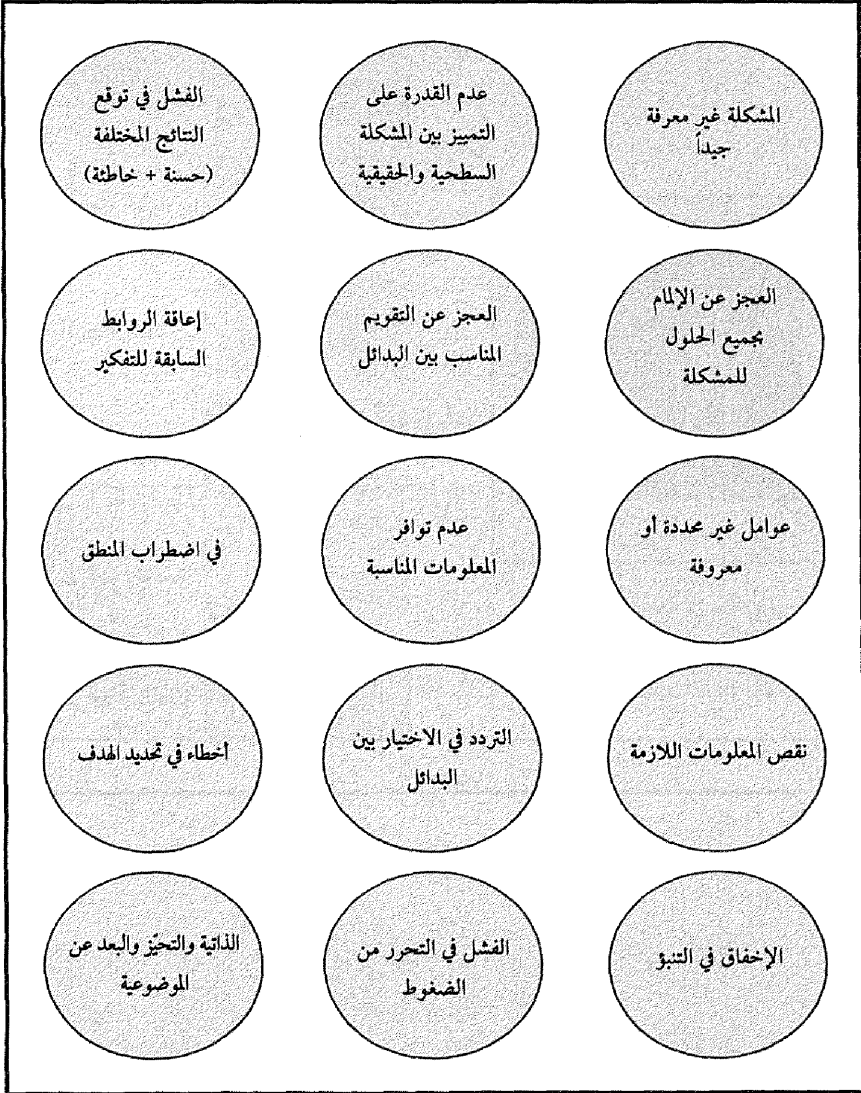 المشكلة غير معرفة
جيداً
عدم القدرة على
التمييز بين المشكلة
السطحية والحقيقية
الفشل في توقع
النتائج المختلفة
(حسنة + خاطئة)
العجز عن الإلمام
بجميع الحلول
للمشكلة
العجز عن التقويم
المناسب بين البدائل
إعاقة الروابط
السابقة للتفكير
عوامل غير محددة أو
معروفة
عدم توافر
المعلومات المناسبة
في اضطراب المنطق
نقص المعلومات اللازمة
التردد في الاختيار بين
البدائل
أخطاء في تحديد الهدف
الإخفاق في التنبؤ
الفشل في التحرر من
الضغوط
الذاتية والتحيّز والبعد عن
الموضوعية